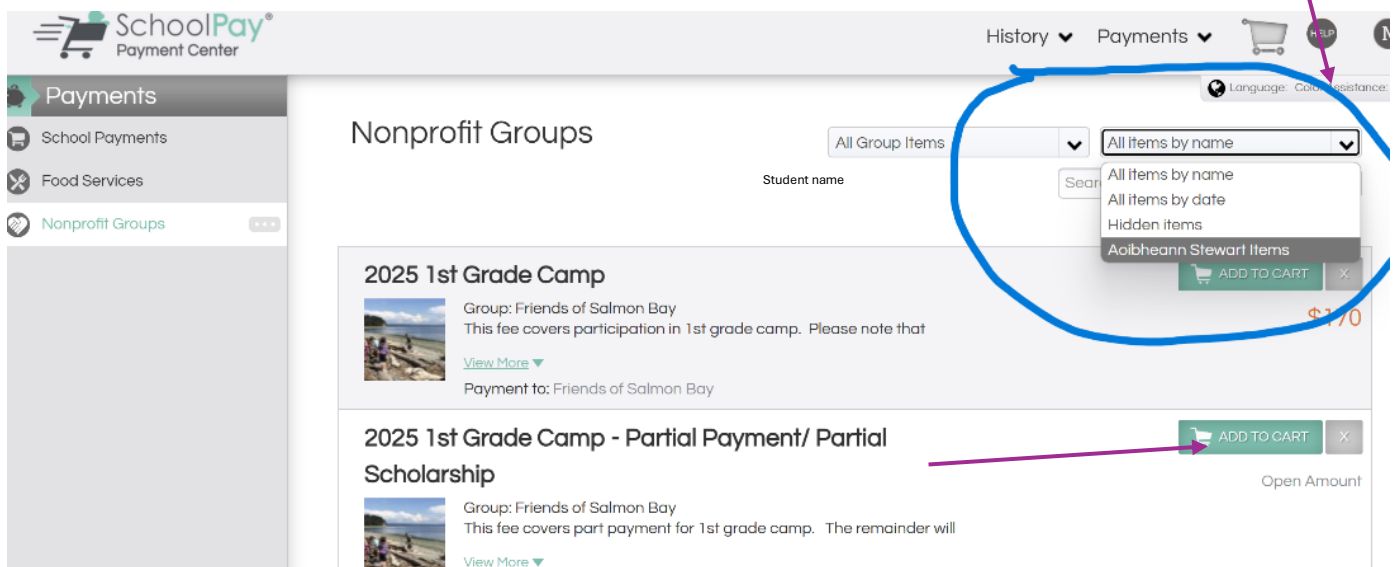 SchoolPay®
Payment Center
History
Payments
HELP
Payments
School Payments
Food Services
Nonprofit Groups
Language: Color Assistance:
Nonprofit Groups
All Group Items
All items by name
Student name
All items by name
All items by date
Hidden items
Aoibheann Stewart Items
2025 1st Grade Camp
ADD TO CART X
Group: Friends of Salmon Bay
This fee covers participation in 1st grade camp. Please note that
$170
View More
Payment to: Friends of Salmon Bay
2025 1st Grade Camp - Partial Payment/ Partial
Scholarship
ADD TO CART X
Open Amount
Group: Friends of Salmon Bay
This fee covers part payment for 1st grade camp. The remainder will
View More